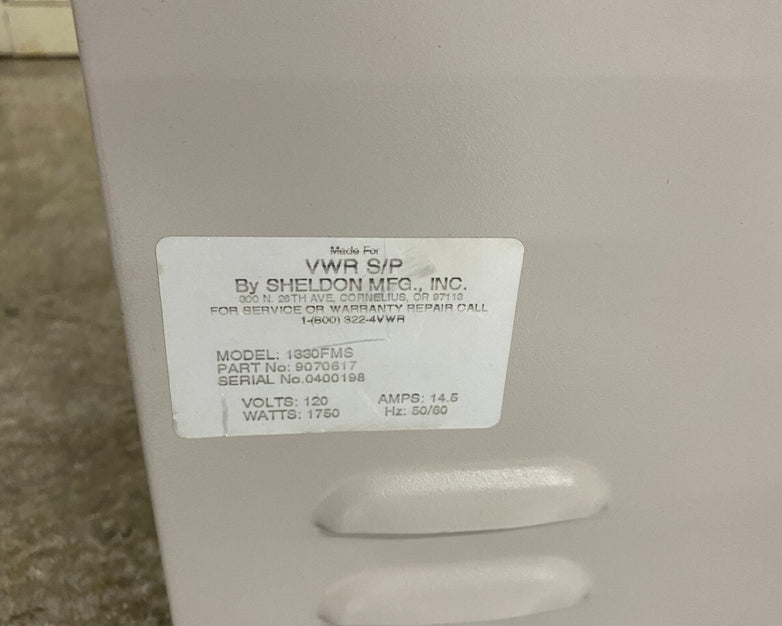 Made For
VWR S/P
By SHELDON MFG., INC.
300 N. 26TH AVE, CORNELIUS, OR 97113
FOR SERVICE OR WARRANTY REPAIR CALL
1-(800) 322-4VWR
MODEL: 1330FMS
PART No: 9070617
SERIAL No.0400198
VOLTS: 120 AMPS: 14.5
WATTS: 1750 Hz: 50/60